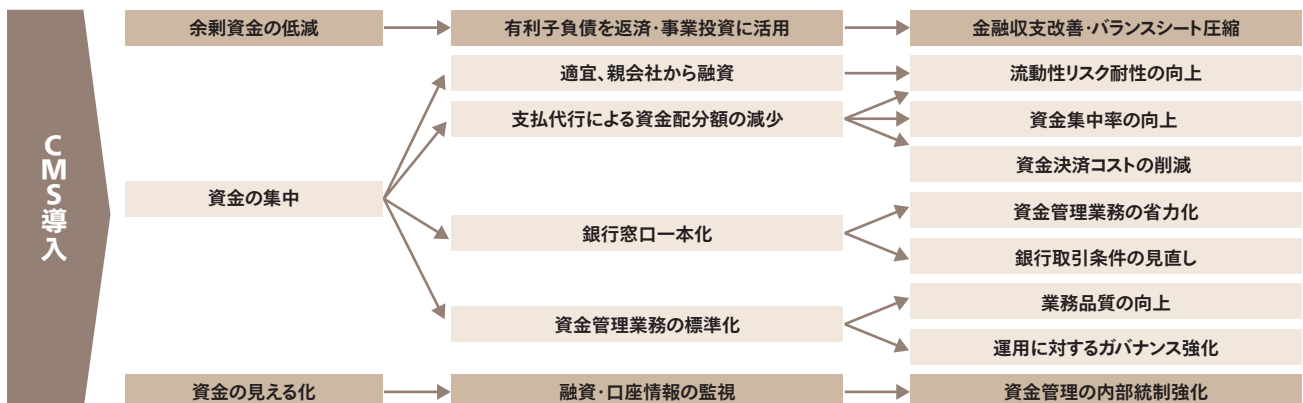 CMS導入
余剰資金の低減
有利子負債を返済・事業投資に活用
金融収支改善・バランスシート圧縮
資金の集中
適宜、親会社から融資
流動性リスク耐性の向上
支払代行による資金配分額の減少
資金集中率の向上
資金決済コストの削減
銀行窓口一本化
資金管理業務の省力化
銀行取引条件の見直し
資金管理業務の標準化
業務品質の向上
運用に対するガバナンス強化
資金の見える化
融資・口座情報の監視
資金管理の内部統制強化